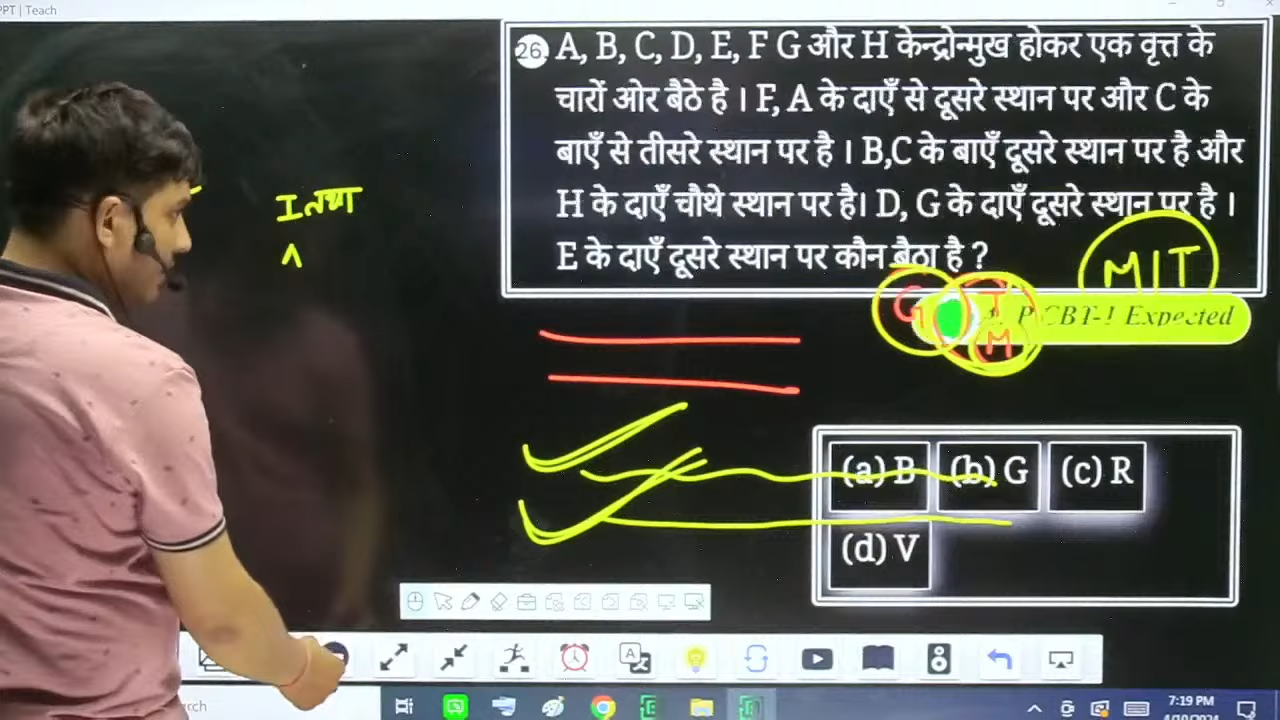 PPT | Teach
26. A, B, C, D, E, F G और H केन्द्रोन्मुख होकर एक वृत्त के
चारों ओर बैठे है । F, A के दाएँ से दूसरे स्थान पर और C के
बाएँ से तीसरे स्थान पर है । B,C के बाएँ दूसरे स्थान पर है और
H के दाएँ चौथे स्थान पर है। D, G के दाएँ दूसरे स्थान पर है ।
E के दाएँ दूसरे स्थान पर कौन बैठा है ?
I तथा
^
MIT
G I
M
P CBT-1 Expected
(a) B (b) G (c) R
(d) V
7:19 PM